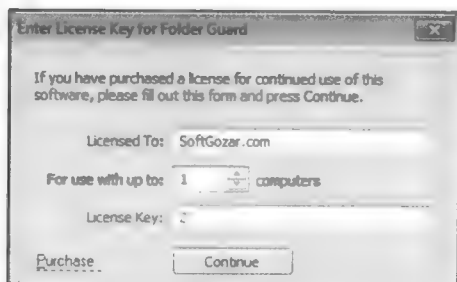 Enter License Key for Folder Guard
If you have purchased a license for continued use of this
software, please fill out this form and press Continue.
Licensed To: SoftGozar.com
For use with up to: 1 computers
License Key:
Purchase Continue